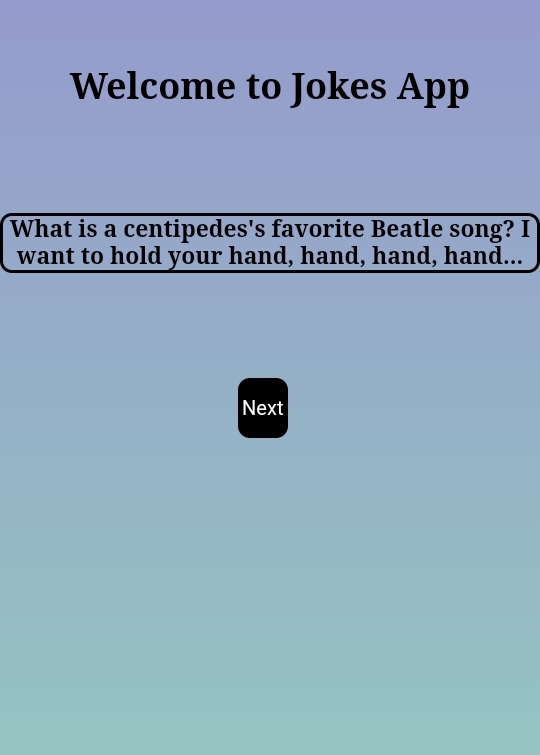 Welcome to Jokes App
What is a centipedes's favorite Beatle song? I
want to hold your hand, hand, hand, hand...
Next